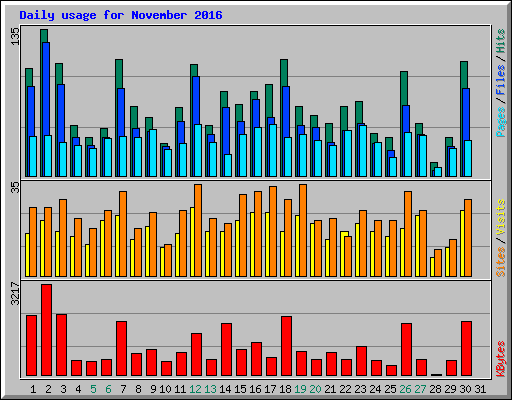 Daily usage for November 2016
135
Pages / Files / Hits
35
Sites / Visits
3217
KBytes
1 2 3 4 5 6 7 8 9 10 11 12 13 14 15 16 17 18 19 20 21 22 23 24 25 26 27 28 29 30 31